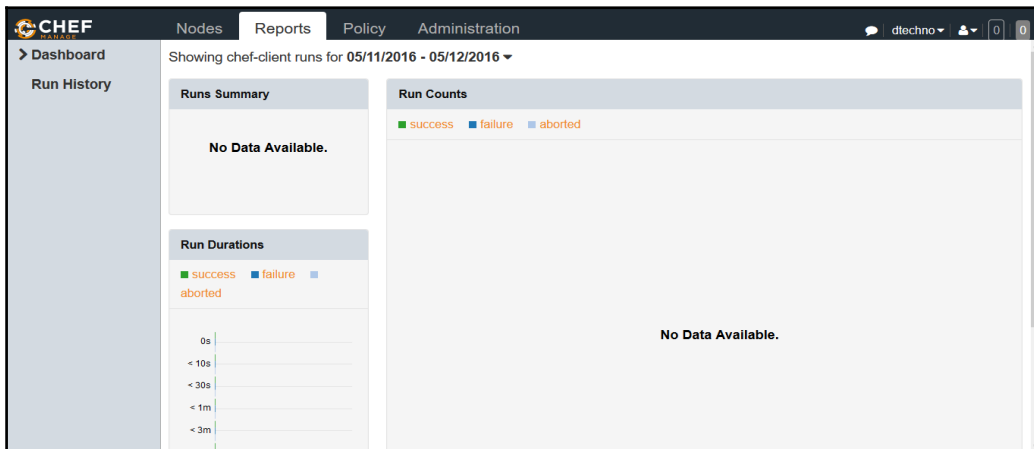 CHEF
MANAGE
Nodes Reports Policy Administration
dtechno 0 0
Dashboard
Run History
Showing chef-client runs for 05/11/2016 - 05/12/2016
Runs Summary
No Data Available.
Run Counts
success failure aborted
No Data Available.
Run Durations
success failure
aborted
0s
< 10s
< 30s
< 1m
< 3m